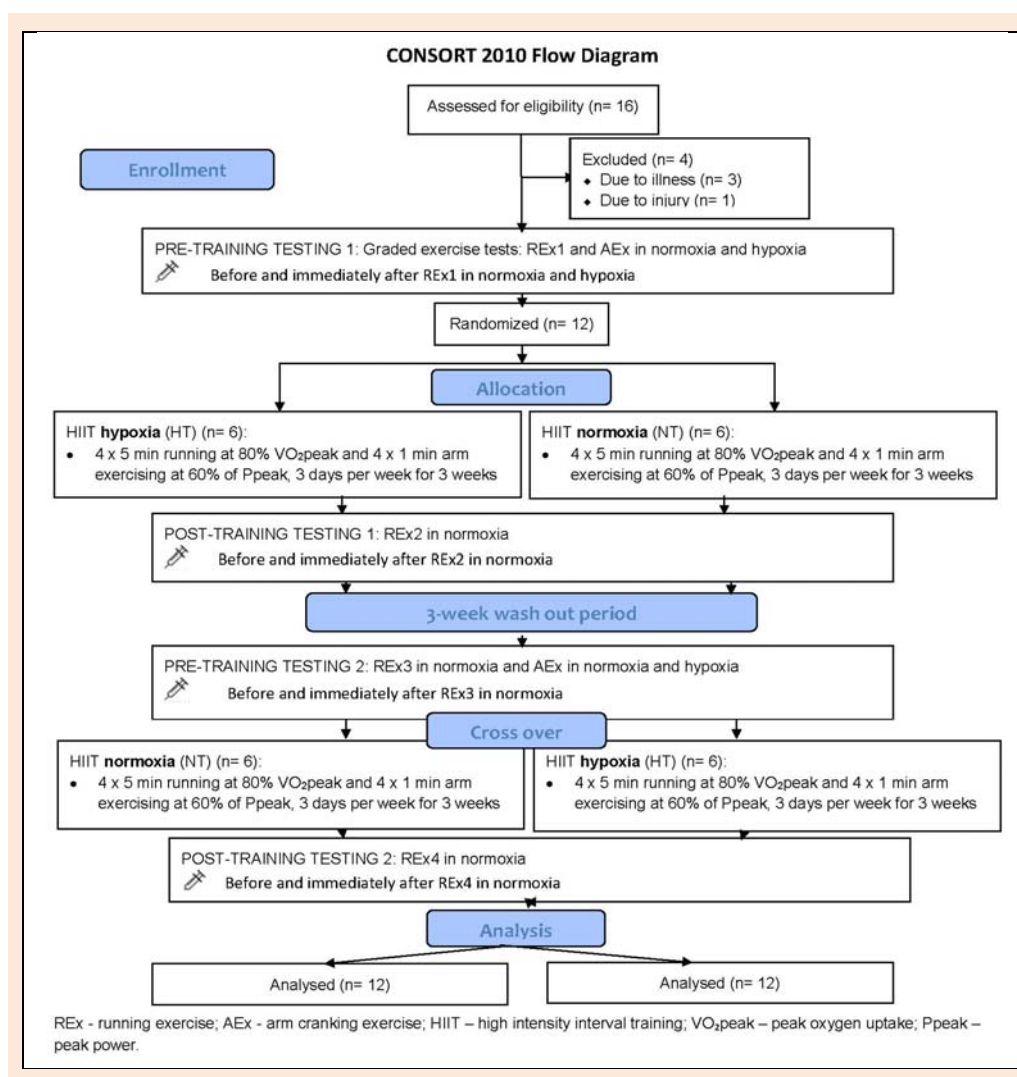 CONSORT 2010 Flow Diagram
Assessed for eligibility (n= 16)
Enrollment
Excluded (n= 4)
◆ Due to illness (n= 3)
◆ Due to injury (n= 1)
PRE-TRAINING TESTING 1: Graded exercise tests: REx1 and AEx in normoxia and hypoxia
Before and immediately after REx1 in normoxia and hypoxia
Randomized (n= 12)
Allocation
HIIT hypoxia (HT) (n= 6):
• 4 x 5 min running at 80% VO₂peak and 4 x 1 min arm
exercising at 60% of Ppeak, 3 days per week for 3 weeks
HIIT normoxia (NT) (n= 6):
• 4 x 5 min running at 80% VO₂peak and 4 x 1 min arm
exercising at 60% of Ppeak, 3 days per week for 3 weeks
POST-TRAINING TESTING 1: REx2 in normoxia
Before and immediately after REx2 in normoxia
3-week wash out period
PRE-TRAINING TESTING 2: REx3 in normoxia and AEx in normoxia and hypoxia
Before and immediately after REx3 in normoxia
Cross over
HIIT normoxia (NT) (n= 6):
• 4 x 5 min running at 80% VO₂peak and 4 x 1 min arm
exercising at 60% of Ppeak, 3 days per week for 3 weeks
HIIT hypoxia (HT) (n= 6):
• 4 x 5 min running at 80% VO₂peak and 4 x 1 min arm
exercising at 60% of Ppeak, 3 days per week for 3 weeks
POST-TRAINING TESTING 2: REx4 in normoxia
Before and immediately after REx4 in normoxia
Analysis
Analysed (n= 12)
Analysed (n= 12)
REx - running exercise; AEx - arm cranking exercise; HIIT – high intensity interval training; VO₂peak – peak oxygen uptake; Ppeak –
peak power.